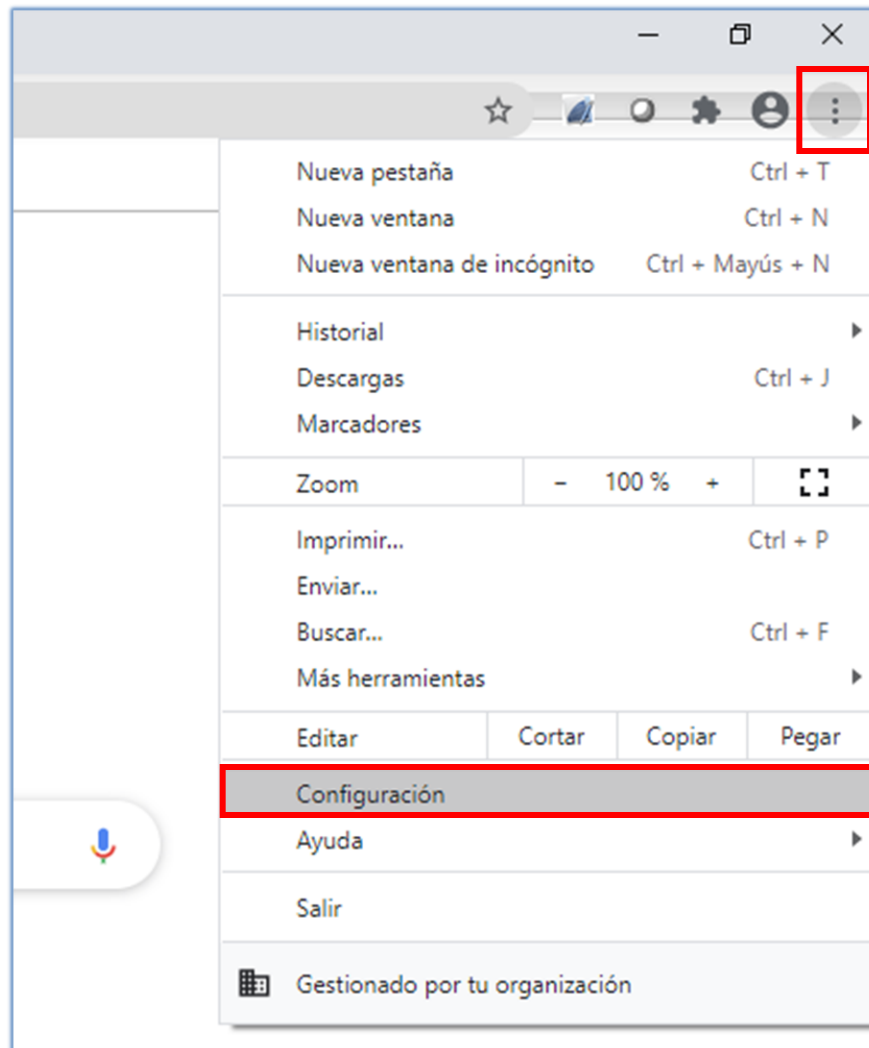 Nueva pestaña Ctrl + T
Nueva ventana Ctrl + N
Nueva ventana de incógnito Ctrl + Mayús + N
Historial
Descargas Ctrl + J
Marcadores
Zoom - 100 % +
Imprimir... Ctrl + P
Enviar...
Buscar... Ctrl + F
Más herramientas
Editar Cortar Copiar Pegar
Configuración
Ayuda
Salir
Gestionado por tu organización